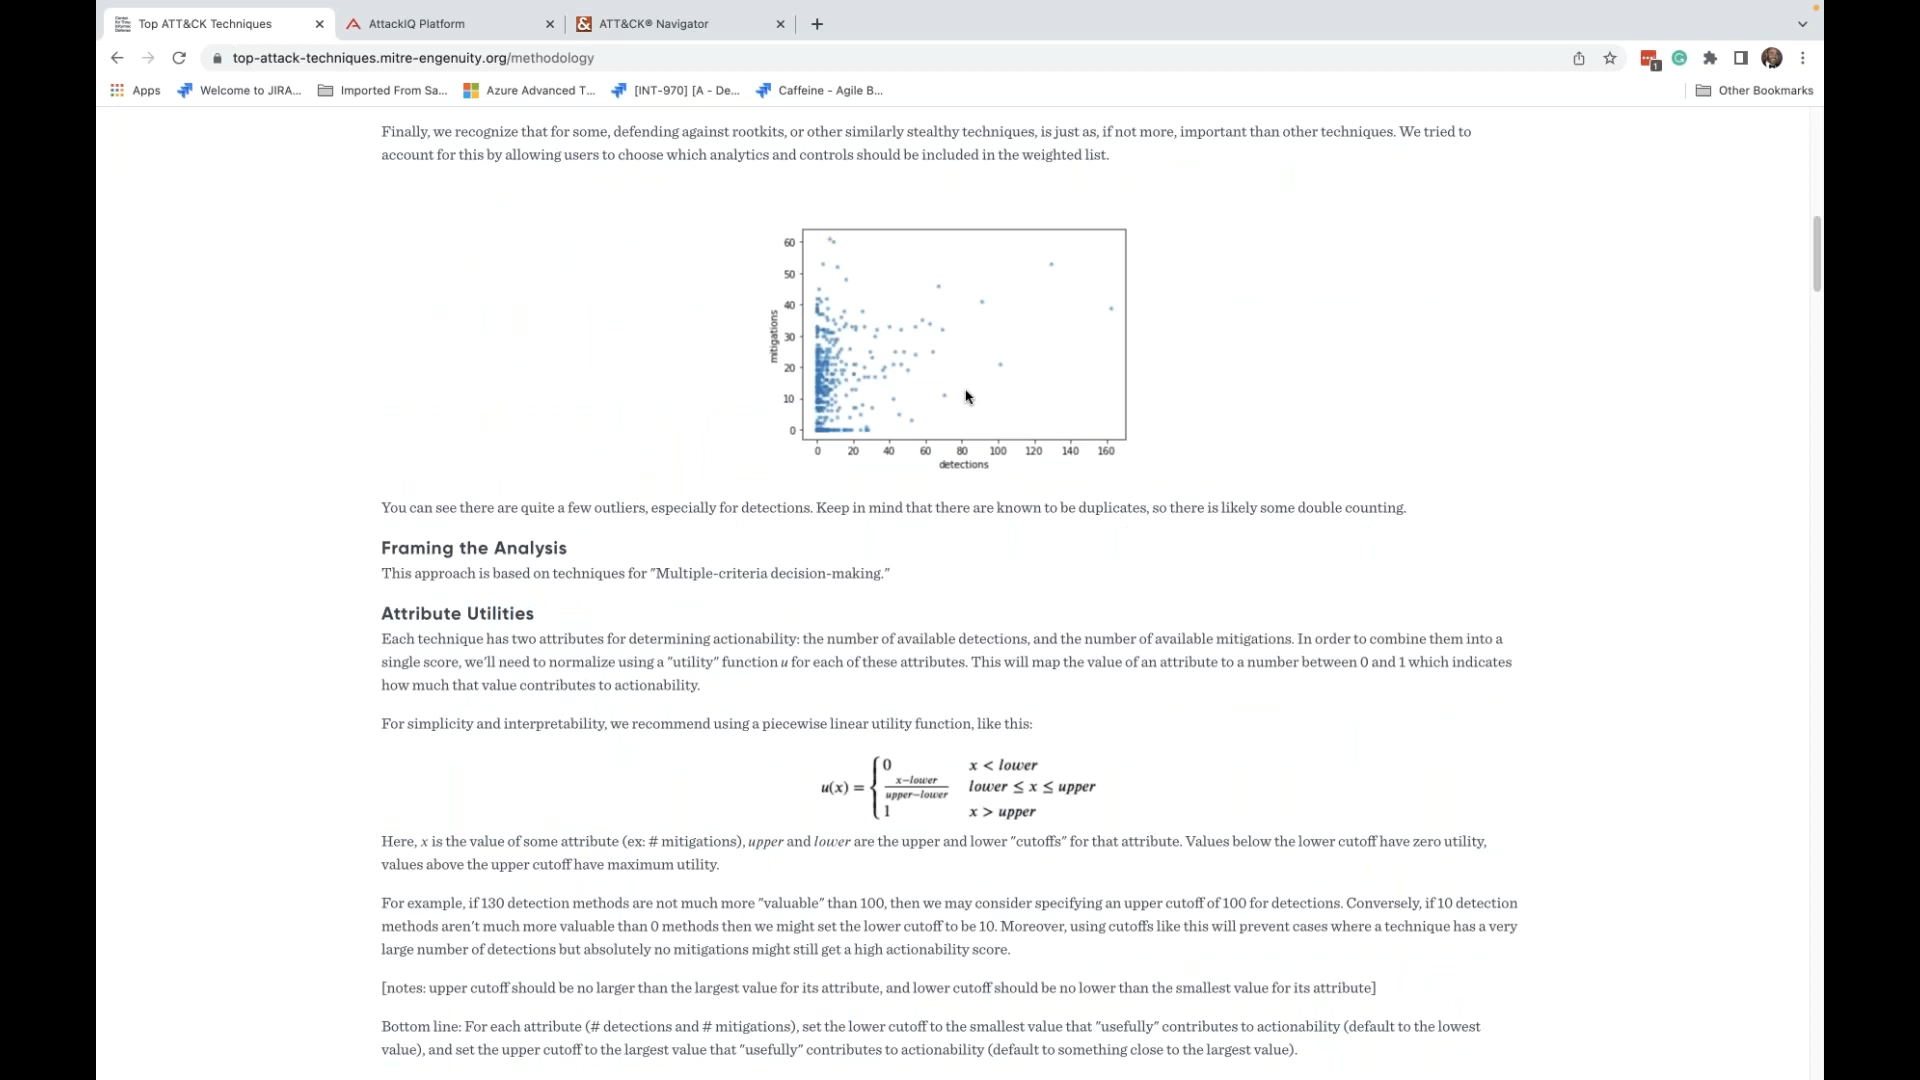 Top ATT&CK Techniques
AttackIQ Platform
ATT&CK® Navigator
top-attack-techniques.mitre-engenuity.org/methodology
1
Apps
Welcome to JIRA...
Imported From Sa...
Azure Advanced T...
[INT-970] [A - De...
Caffeine - Agile B...
Other Bookmarks
Finally, we recognize that for some, defending against rootkits, or other similarly stealthy techniques, is just as, if not more, important than other techniques. We tried to
account for this by allowing users to choose which analytics and controls should be included in the weighted list.
60
50
40
30
20
10
0
mitigations
0 20 40 60 80 100 120 140 160
detections
You can see there are quite a few outliers, especially for detections. Keep in mind that there are known to be duplicates, so there is likely some double counting.
Framing the Analysis
This approach is based on techniques for "Multiple-criteria decision-making."
Attribute Utilities
Each technique has two attributes for determining actionability: the number of available detections, and the number of available mitigations. In order to combine them into a
single score, we'll need to normalize using a "utility" function u for each of these attributes. This will map the value of an attribute to a number between 0 and 1 which indicates
how much that value contributes to actionability.
For simplicity and interpretability, we recommend using a piecewise linear utility function, like this:
0 x < lower
u(x) = { x−lower / upper−lower lower ≤ x ≤ upper
1 x > upper
Here, x is the value of some attribute (ex: # mitigations), upper and lower are the upper and lower "cutoffs" for that attribute. Values below the lower cutoff have zero utility,
values above the upper cutoff have maximum utility.
For example, if 130 detection methods are not much more "valuable" than 100, then we may consider specifying an upper cutoff of 100 for detections. Conversely, if 10 detection
methods aren't much more valuable than 0 methods then we might set the lower cutoff to be 10. Moreover, using cutoffs like this will prevent cases where a technique has a very
large number of detections but absolutely no mitigations might still get a high actionability score.
[notes: upper cutoff should be no larger than the largest value for its attribute, and lower cutoff should be no lower than the smallest value for its attribute]
Bottom line: For each attribute (# detections and # mitigations), set the lower cutoff to the smallest value that "usefully" contributes to actionability (default to the lowest
value), and set the upper cutoff to the largest value that "usefully" contributes to actionability (default to something close to the largest value).